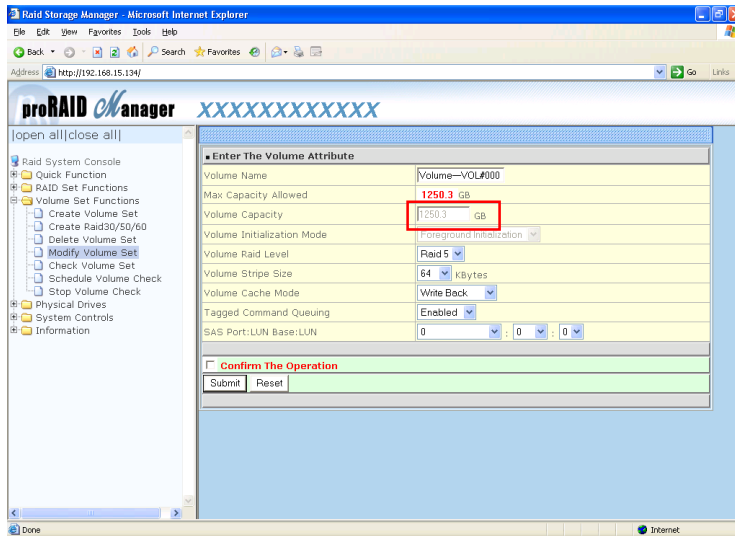 Raid Storage Manager - Microsoft Internet Explorer
File Edit View Favorites Tools Help
Back Search Favorites
Address http://192.168.15.134/ Go Links
proRAID Manager XXXXXXXXXXXX
|open all|close all|
Raid System Console
Quick Function
RAID Set Functions
Volume Set Functions
Create Volume Set
Create Raid30/50/60
Delete Volume Set
Modify Volume Set
Check Volume Set
Schedule Volume Check
Stop Volume Check
Physical Drives
System Controls
Information
Enter The Volume Attribute
Volume Name Volume---VOL#000
Max Capacity Allowed 1250.3 GB
Volume Capacity 1250.3 GB
Volume Initialization Mode Foreground Initialization
Volume Raid Level Raid 5
Volume Stripe Size 64 KBytes
Volume Cache Mode Write Back
Tagged Command Queuing Enabled
SAS Port:LUN Base:LUN 0 : 0 : 0
Confirm The Operation
Submit Reset
Done Internet